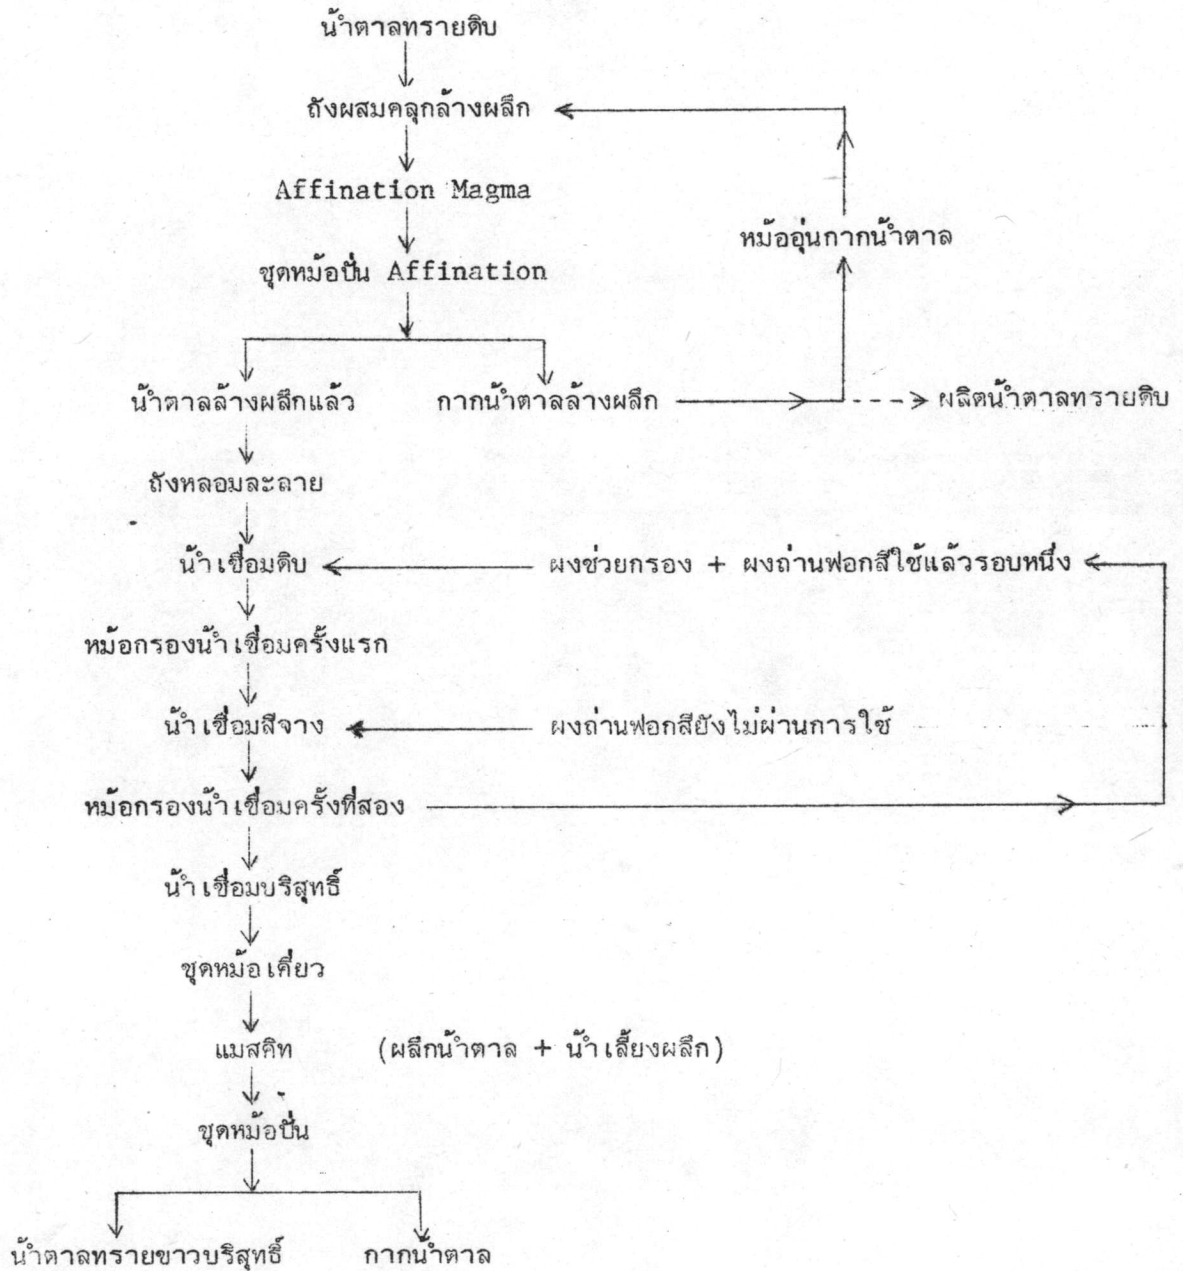 น้ำตาลทรายดิบ
ถังผสมคลุกล้างผลึก
Affination Magma
หม้ออุ่นกากน้ำตาล
ชุดหม้อปั่น Affination
น้ำตาลล้างผลึกแล้ว กากน้ำตาลล้างผลึก ผลิตน้ำตาลทรายดิบ
ถังหลอมละลาย
น้ำเชื่อมดิบ ผงช่วยกรอง + ผงถ่านฟอกสีใช้แล้วรอบหนึ่ง
หม้อกรองน้ำเชื่อมครั้งแรก
น้ำเชื่อมสีจาง ผงถ่านฟอกสียังไม่ผ่านการใช้
หม้อกรองน้ำเชื่อมครั้งที่สอง
น้ำเชื่อมบริสุทธิ์
ชุดหม้อเคี่ยว
แมสคิท (ผลึกน้ำตาล + น้ำเลี้ยงผลึก)
ชุดหม้อปั่น
น้ำตาลทรายขาวบริสุทธิ์ กากน้ำตาล